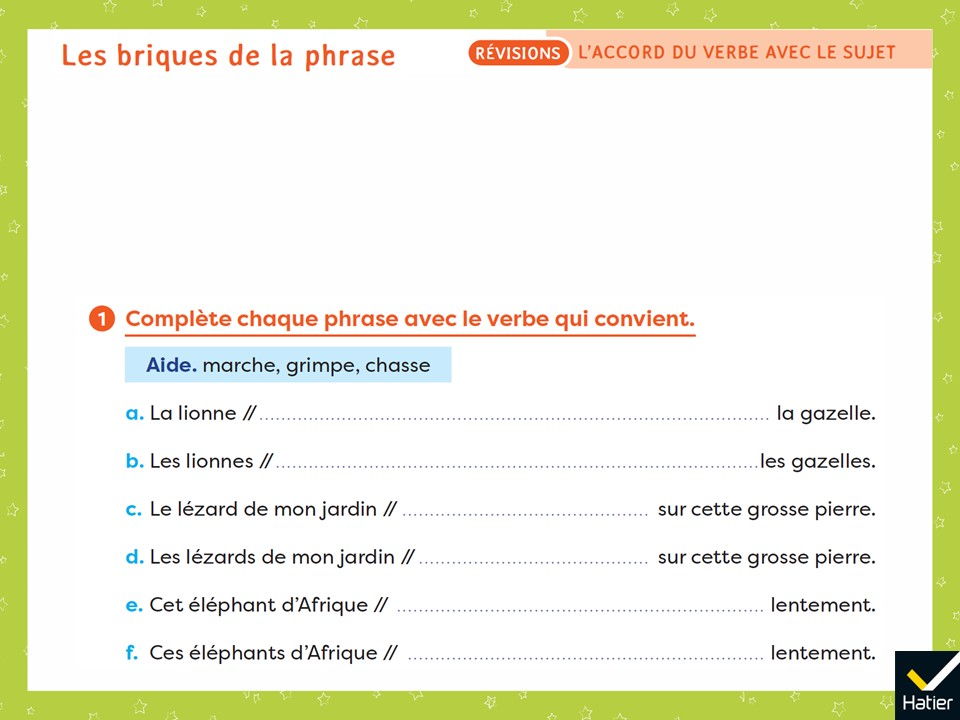 Les briques de la phrase
RÉVISIONS L'ACCORD DU VERBE AVEC LE SUJET
1 Complète chaque phrase avec le verbe qui convient.
Aide. marche, grimpe, chasse
a. La lionne // ........................................ la gazelle.
b. Les lionnes // ........................................ les gazelles.
c. Le lézard de mon jardin // ........................................ sur cette grosse pierre.
d. Les lézards de mon jardin // ........................................ sur cette grosse pierre.
e. Cet éléphant d'Afrique // ........................................ lentement.
f. Ces éléphants d'Afrique // ........................................ lentement.
Hatier